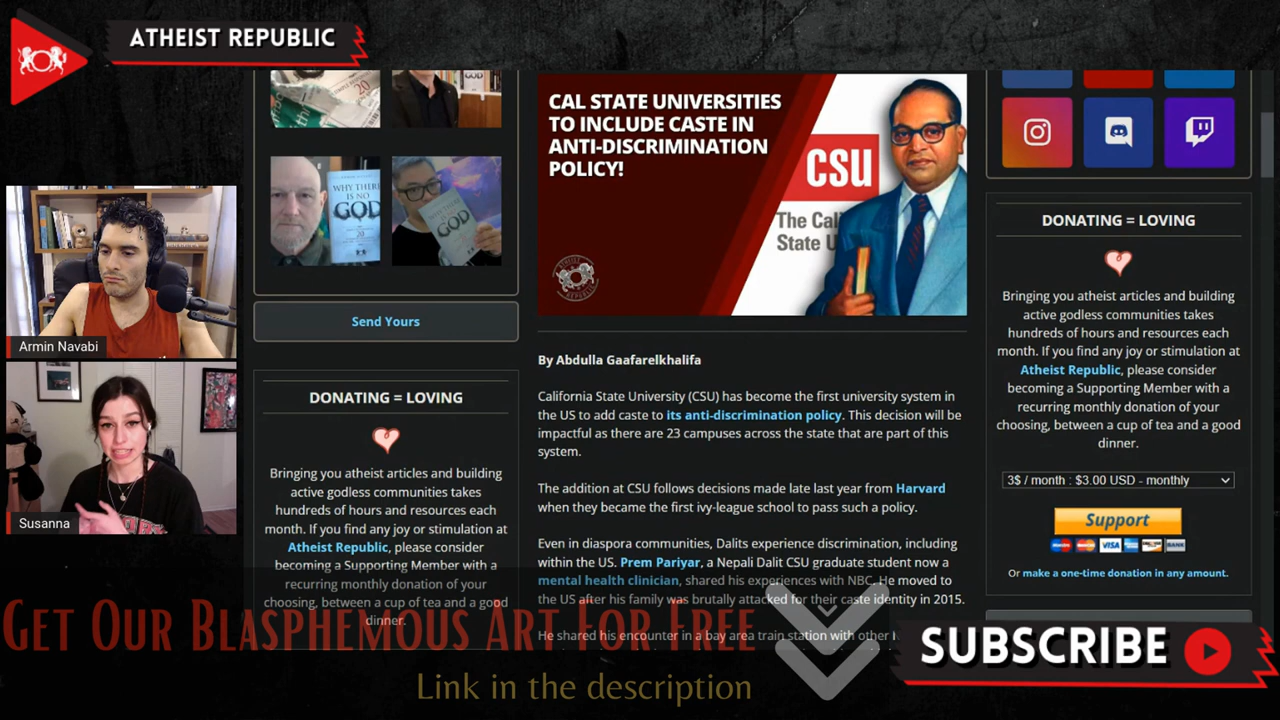 ATHEIST REPUBLIC
Armin Navabi
Susanna
WHY THERE
IS NO
GOD
Send Yours
DONATING = LOVING
Bringing you atheist articles and building
active godless communities takes
hundreds of hours and resources each
month. If you find any joy or stimulation at
Atheist Republic, please consider
becoming a Supporting Member with a
recurring monthly donation of your
choosing, between a cup of tea and a good
dinner.
CAL STATE UNIVERSITIES
TO INCLUDE CASTE IN
ANTI-DISCRIMINATION
POLICY!
CSU
The Cal
State U
By Abdulla Gaafarelkhalifa
California State University (CSU) has become the first university system in
the US to add caste to its anti-discrimination policy. This decision will be
impactful as there are 23 campuses across the state that are part of this
system.
The addition at CSU follows decisions made late last year from Harvard
when they became the first ivy-league school to pass such a policy.
Even in diaspora communities, Dalits experience discrimination, including
within the US. Prem Pariyar, a Nepali Dalit CSU graduate student now a
mental health clinician, shared his experiences with NBC. He moved to
the US after his family was brutally attacked for their caste identity in 2015.
He shared his encounter in a bay area train station with other
DONATING = LOVING
Bringing you atheist articles and building
active godless communities takes
hundreds of hours and resources each
month. If you find any joy or stimulation at
Atheist Republic, please consider
becoming a Supporting Member with a
recurring monthly donation of your
choosing, between a cup of tea and a good
dinner.
3$ / month : $3.00 USD - monthly
Support
VISA
BANK
Or make a one-time donation in any amount.
GET OUR BLASPHEMOUS ART FOR FREE
Link in the description
SUBSCRIBE